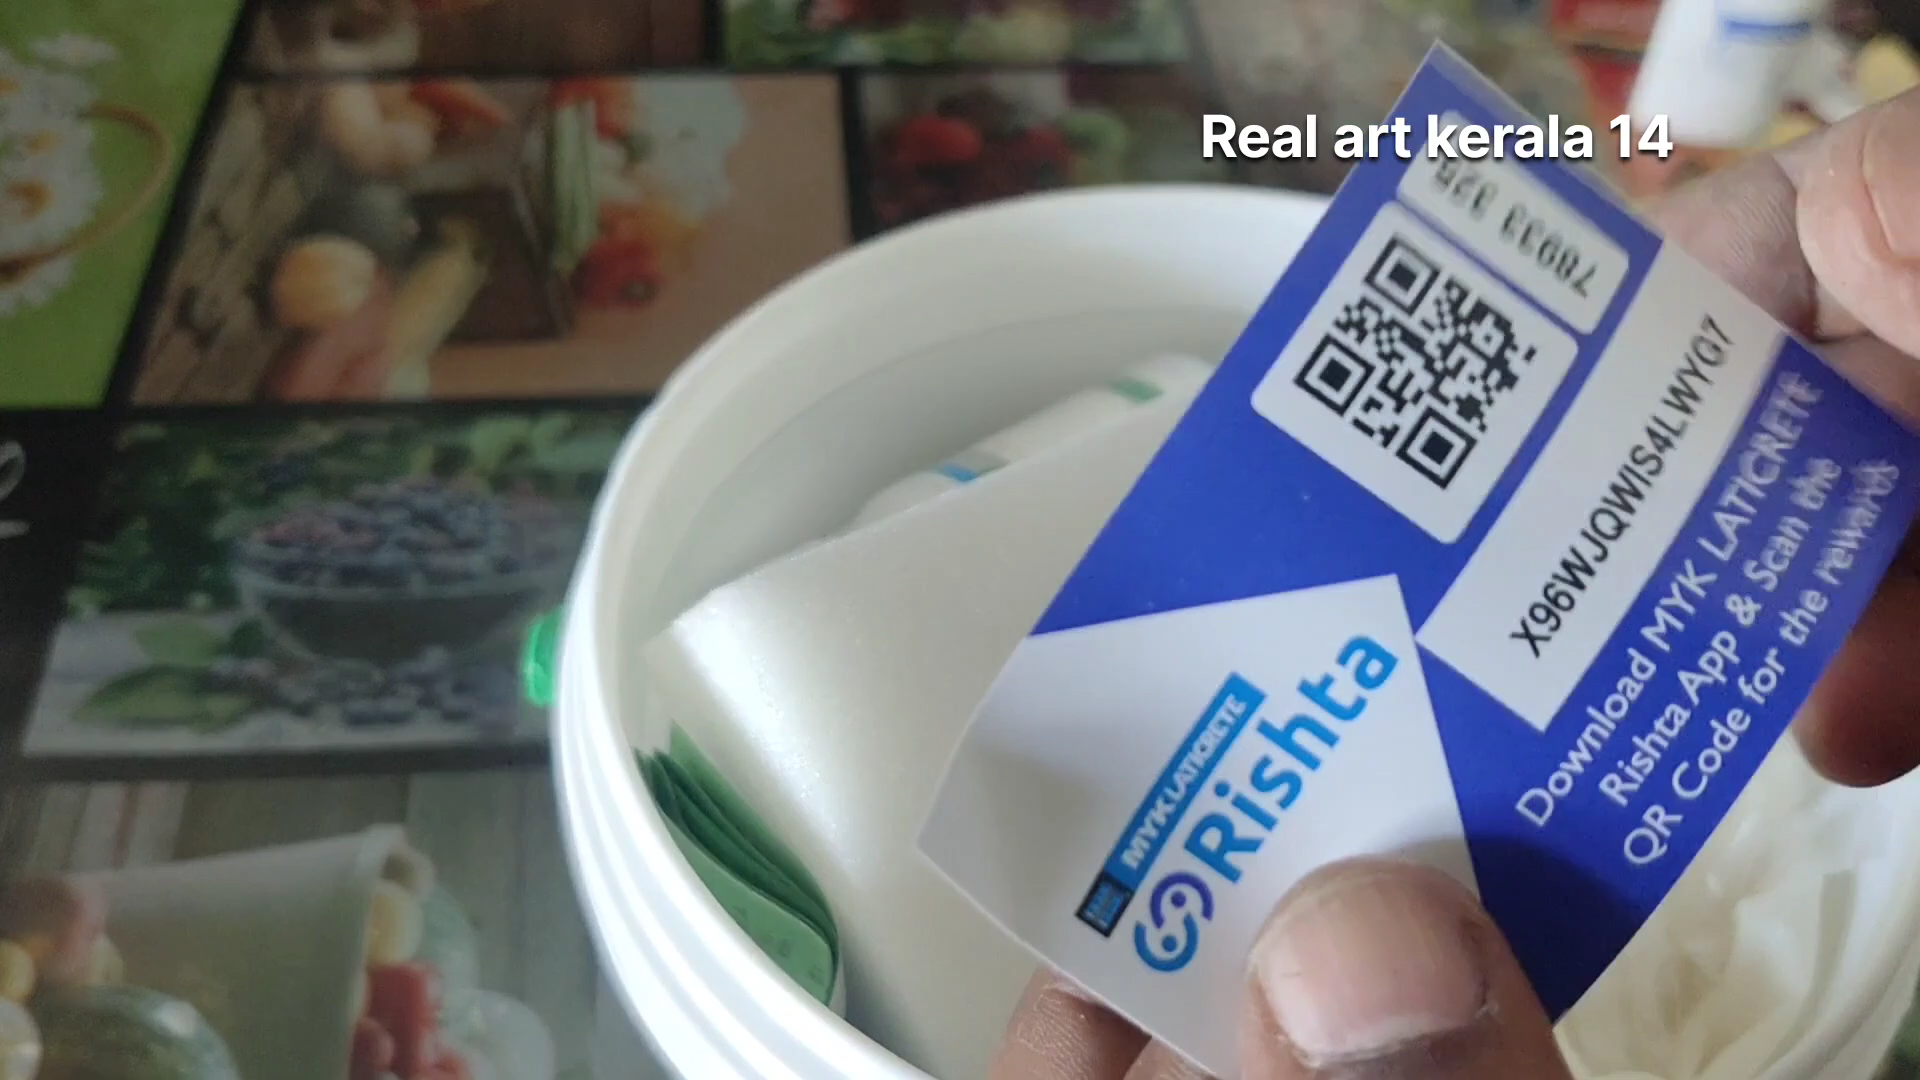 Real art kerala 14
X96WJQWIS4LWYG7
Download MYK LATICRETE
Rishta App & Scan the
QR Code for the rewards
MYK LATICRETE
Rishta